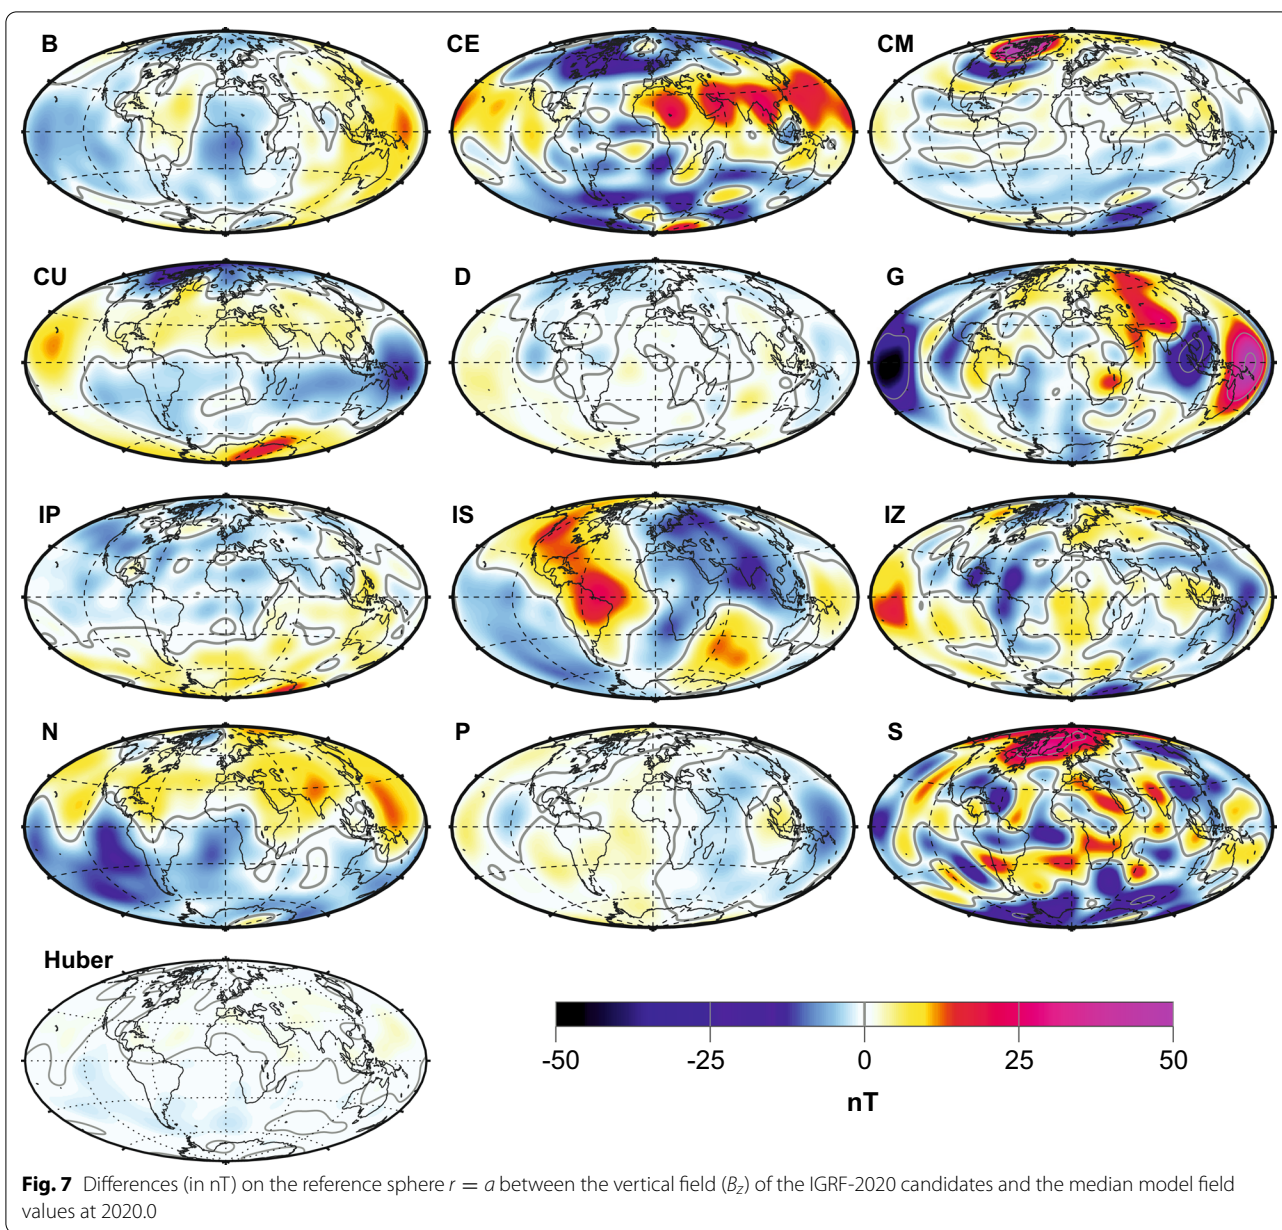 B CE CM
CU D G
IP IS IZ
N P S
Huber
-50 -25 0 25 50
nT
Fig. 7 Differences (in nT) on the reference sphere r = a between the vertical field (Bz) of the IGRF-2020 candidates and the median model field
values at 2020.0